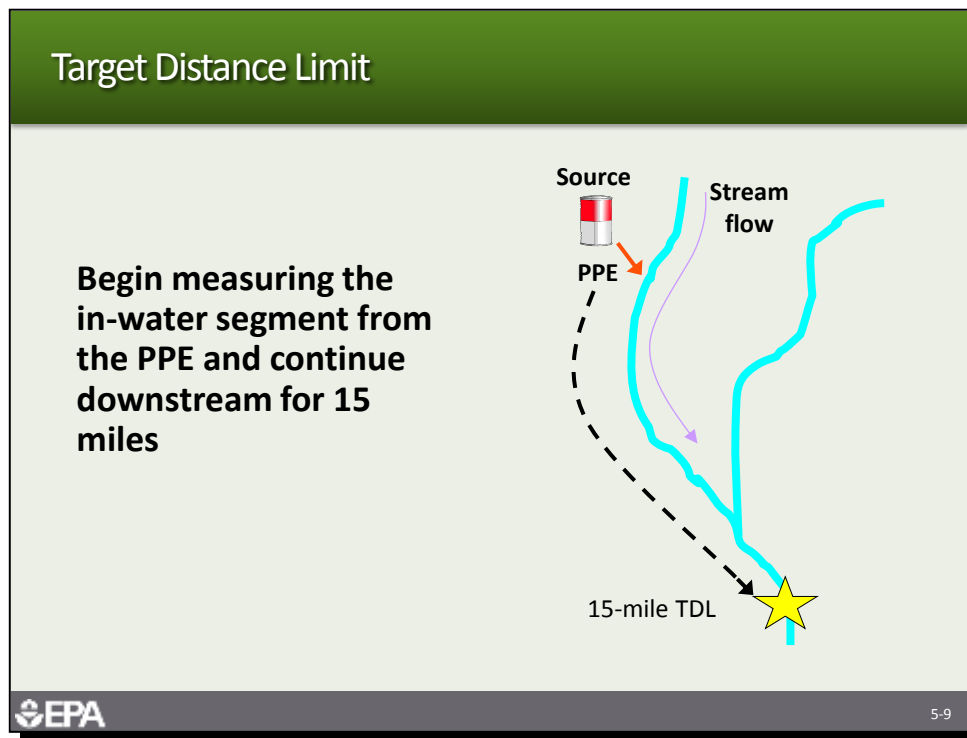 Target Distance Limit
Begin measuring the
in-water segment from
the PPE and continue
downstream for 15
miles
Source
Stream
flow
PPE
15-mile TDL
EPA
5-9